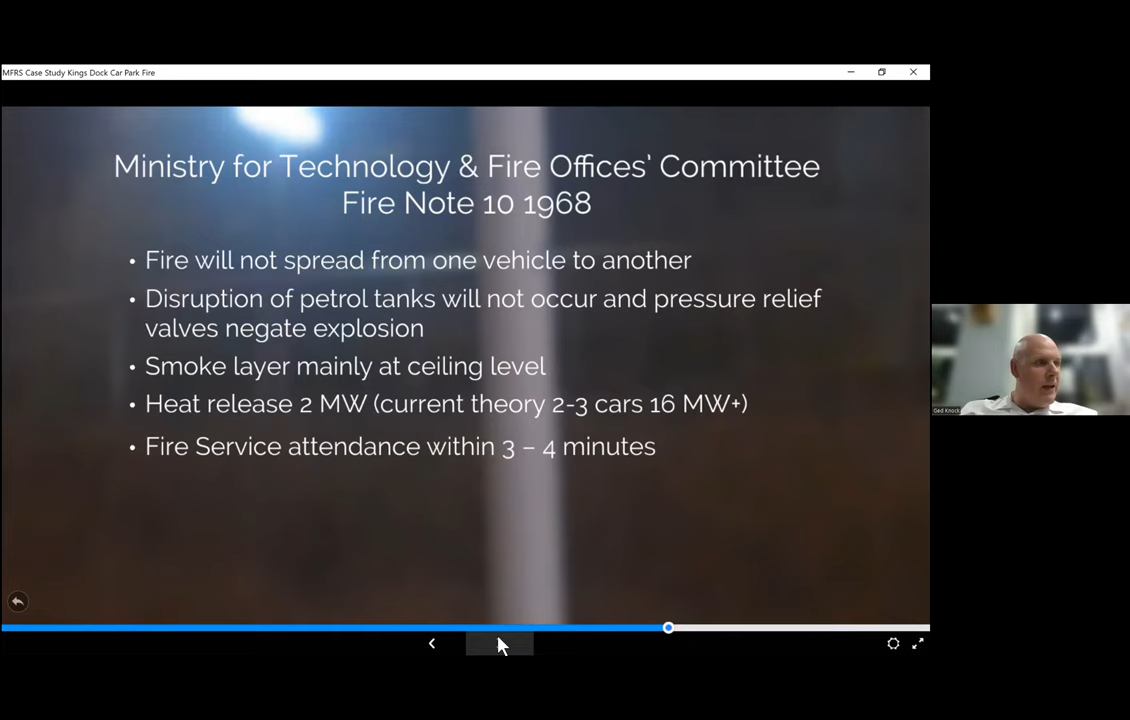 MFRS Case Study Kings Dock Car Park Fire
Ministry for Technology & Fire Offices' Committee
Fire Note 10 1968
• Fire will not spread from one vehicle to another
• Disruption of petrol tanks will not occur and pressure relief
valves negate explosion
• Smoke layer mainly at ceiling level
• Heat release 2 MW (current theory 2-3 cars 16 MW+)
• Fire Service attendance within 3 – 4 minutes
Ged Knock